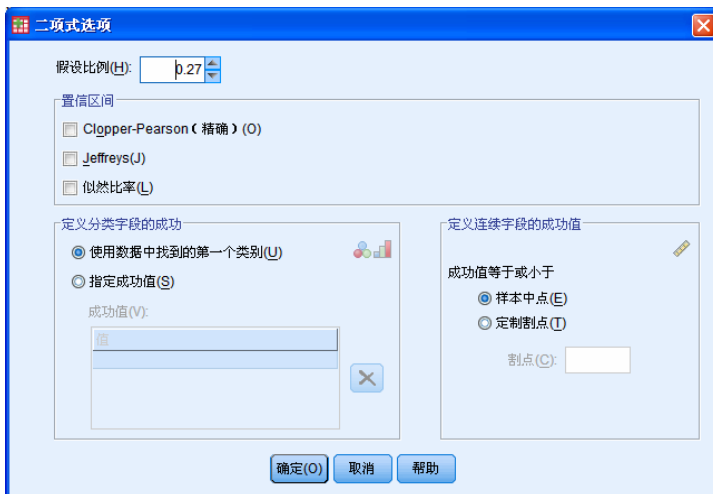 二项式选项
假设比例(H): 0.27
置信区间
Clopper-Pearson（精确）(O)
Jeffreys(J)
似然比率(L)
定义分类字段的成功
使用数据中找到的第一个类别(U)
指定成功值(S)
成功值(V):
值
定义连续字段的成功值
成功值等于或小于
样本中点(E)
定制割点(T)
割点(C):
确定(O) 取消 帮助